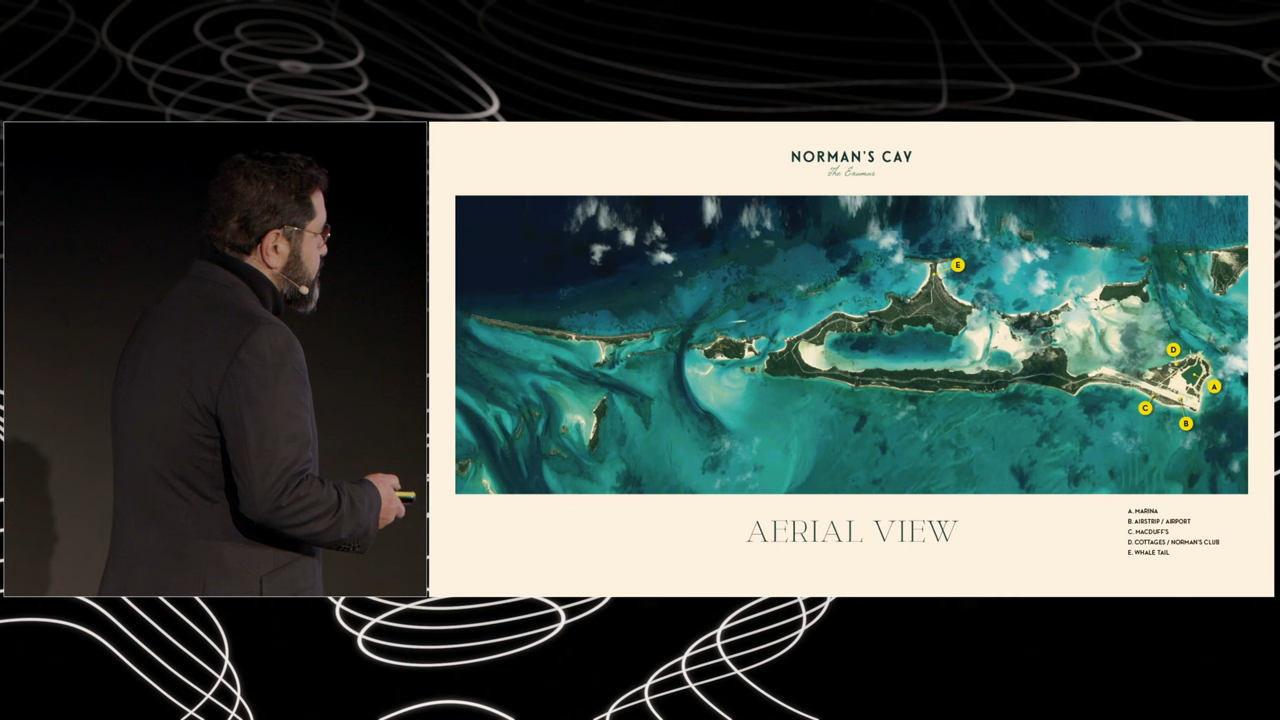 NORMAN'S CAY
The Exumas
E
D
A
C
B
AERIAL VIEW
A. MARINA
B. AIRSTRIP / AIRPORT
C. MACDUFF'S
D. COTTAGES / NORMAN'S CLUB
E. WHALE TAIL